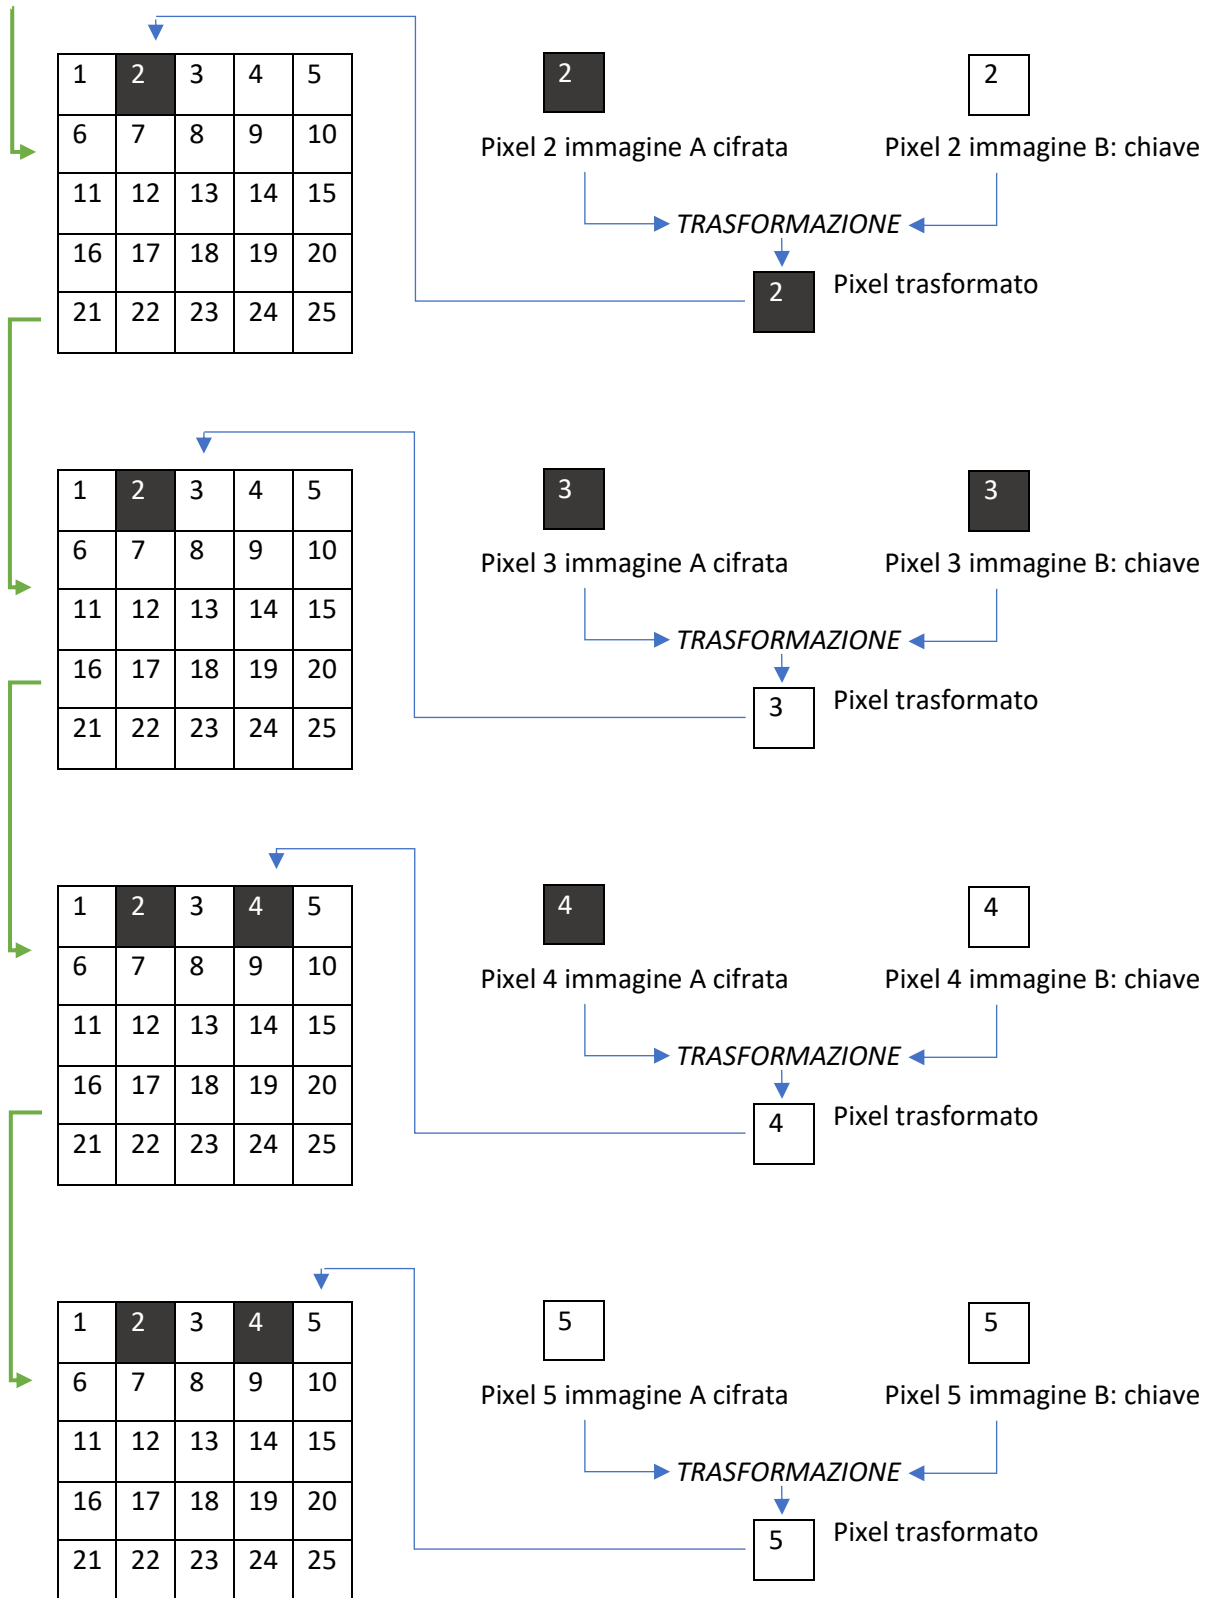 1 2 3 4 5 2 2
6 7 8 9 10 Pixel 2 immagine A cifrata Pixel 2 immagine B: chiave
11 12 13 14 15
TRASFORMAZIONE
16 17 18 19 20
2 Pixel trasformato
21 22 23 24 25
1 2 3 4 5 3 3
6 7 8 9 10 Pixel 3 immagine A cifrata Pixel 3 immagine B: chiave
11 12 13 14 15
TRASFORMAZIONE
16 17 18 19 20
3 Pixel trasformato
21 22 23 24 25
1 2 3 4 5 4 4
6 7 8 9 10 Pixel 4 immagine A cifrata Pixel 4 immagine B: chiave
11 12 13 14 15
TRASFORMAZIONE
16 17 18 19 20
4 Pixel trasformato
21 22 23 24 25
1 2 3 4 5 5 5
6 7 8 9 10 Pixel 5 immagine A cifrata Pixel 5 immagine B: chiave
11 12 13 14 15
TRASFORMAZIONE
16 17 18 19 20
5 Pixel trasformato
21 22 23 24 25